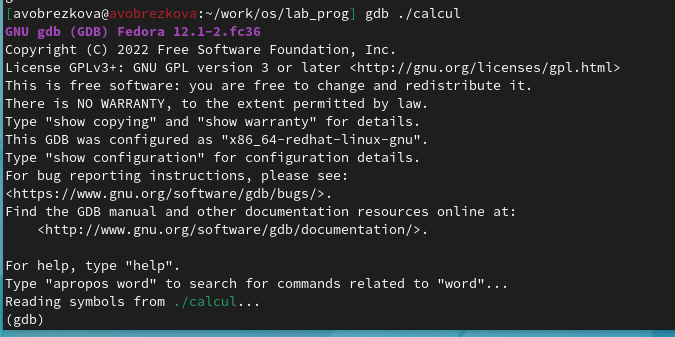 [avobrezkova@avobrezkova:~/work/os/lab_prog] gdb ./calcul
GNU gdb (GDB) Fedora 12.1-2.fc36
Copyright (C) 2022 Free Software Foundation, Inc.
License GPLv3+: GNU GPL version 3 or later <http://gnu.org/licenses/gpl.html>
This is free software: you are free to change and redistribute it.
There is NO WARRANTY, to the extent permitted by law.
Type "show copying" and "show warranty" for details.
This GDB was configured as "x86_64-redhat-linux-gnu".
Type "show configuration" for configuration details.
For bug reporting instructions, please see:
<https://www.gnu.org/software/gdb/bugs/>.
Find the GDB manual and other documentation resources online at:
    <http://www.gnu.org/software/gdb/documentation/>.

For help, type "help".
Type "apropos word" to search for commands related to "word"...
Reading symbols from ./calcul...
(gdb)